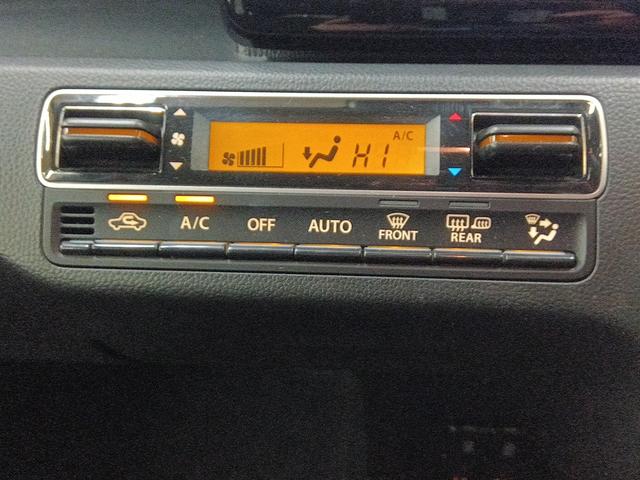 A/C
HI
A/C OFF AUTO FRONT REAR